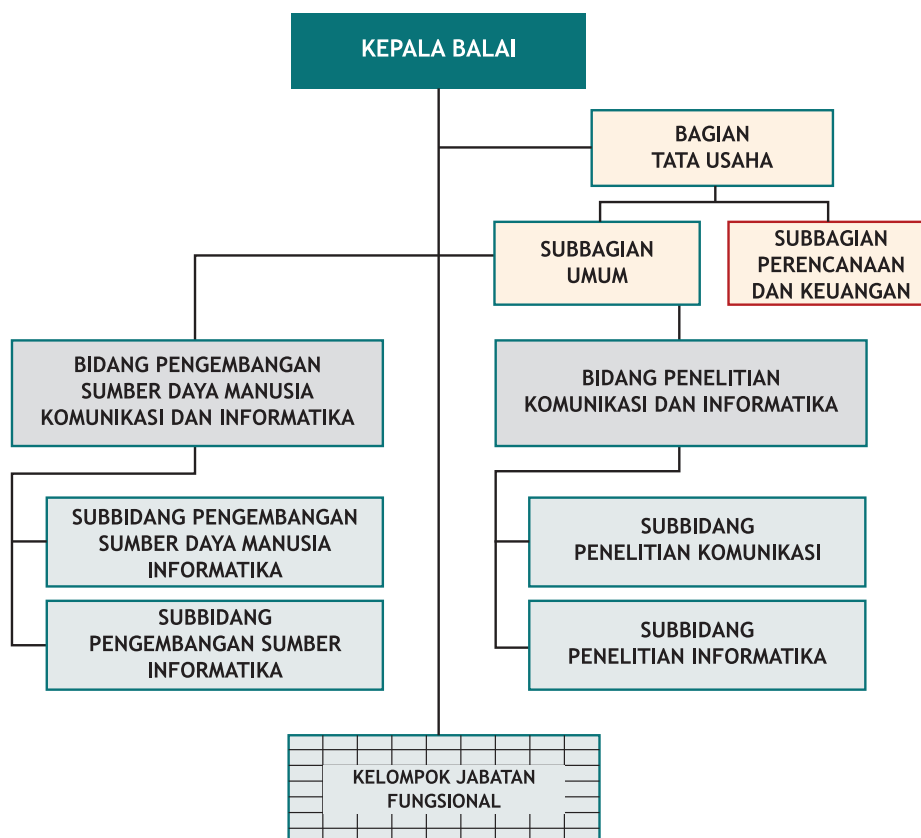 KEPALA BALAI
BAGIAN
TATA USAHA
SUBBAGIAN
UMUM
SUBBAGIAN
PERENCANAAN
DAN KEUANGAN
BIDANG PENGEMBANGAN
SUMBER DAYA MANUSIA
KOMUNIKASI DAN INFORMATIKA
BIDANG PENELITIAN
KOMUNIKASI DAN INFORMATIKA
SUBBIDANG PENGEMBANGAN
SUMBER DAYA MANUSIA
INFORMATIKA
SUBBIDANG
PENELITIAN KOMUNIKASI
SUBBIDANG
PENGEMBANGAN SUMBER
INFORMATIKA
SUBBIDANG
PENELITIAN INFORMATIKA
KELOMPOK JABATAN
FUNGSIONAL